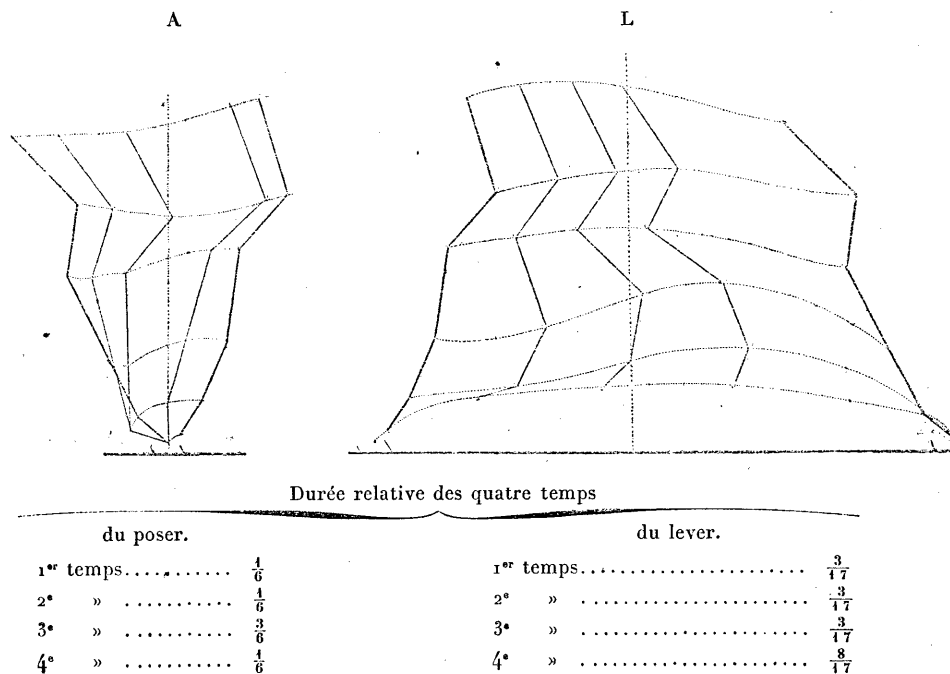 A L
Durée relative des quatre temps
du poser. du lever.
1er temps........... 1/6 1er temps....................... 3/17
2e » .......... 1/6 2e » ....................... 3/17
3e » .......... 3/6 3e » ....................... 3/17
4e » .......... 1/6 4e » ....................... 8/17